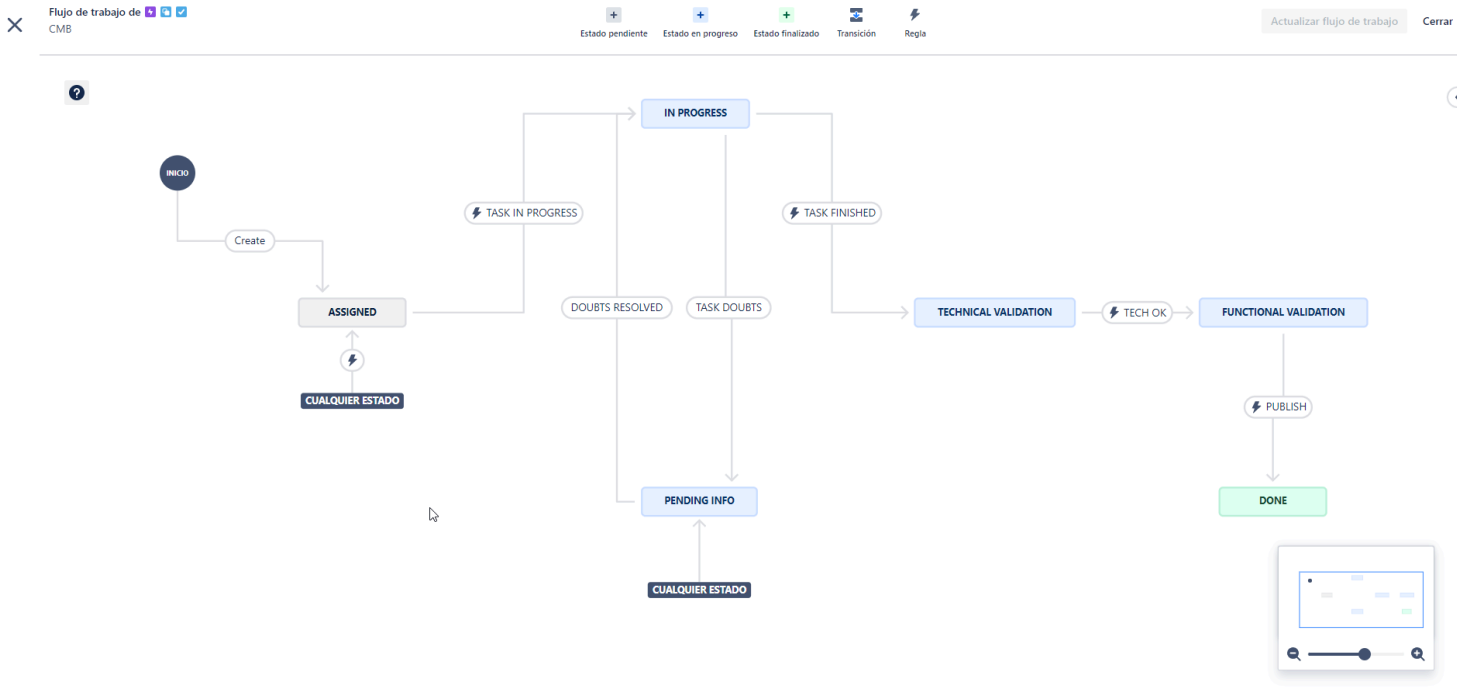 Flujo de trabajo de
CMB
Estado pendiente
Estado en progreso
Estado finalizado
Transición
Regla
Actualizar flujo de trabajo
Cerrar
?
IN PROGRESS
INICIO
TASK IN PROGRESS
TASK FINISHED
Create
DOUBTS RESOLVED
TASK DOUBTS
ASSIGNED
TECHNICAL VALIDATION
TECH OK
FUNCTIONAL VALIDATION
CUALQUIER ESTADO
PUBLISH
PENDING INFO
DONE
CUALQUIER ESTADO